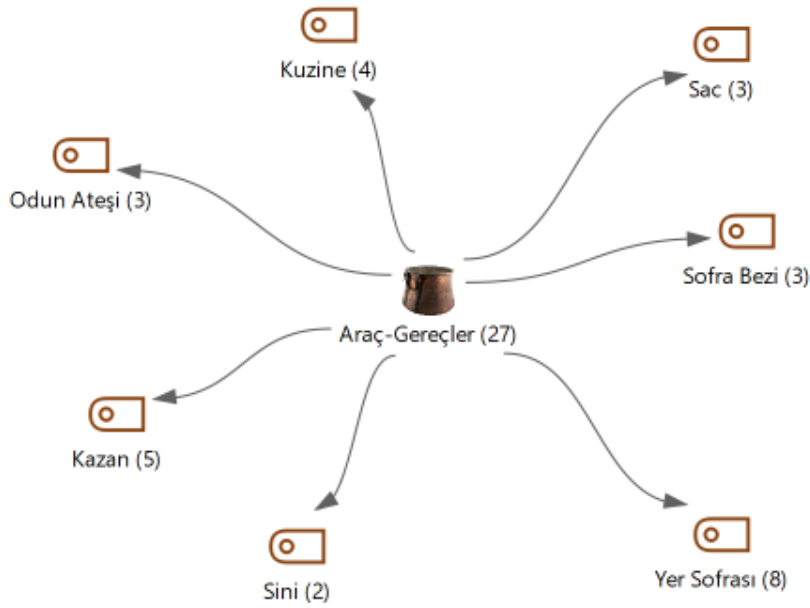 Kuzine (4)
Sac (3)
Odun Ateşi (3)
Sofra Bezi (3)
Araç-Gereçler (27)
Kazan (5)
Sini (2)
Yer Sofrası (8)